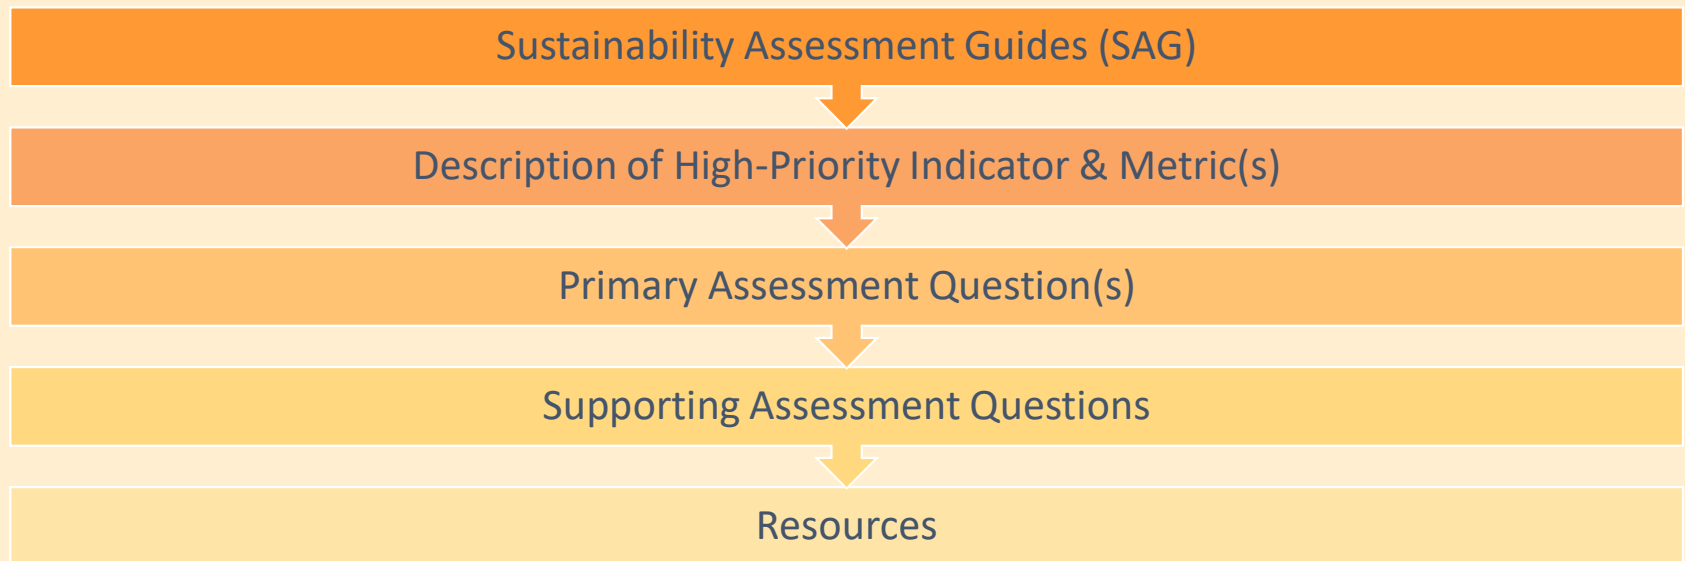 Sustainability Assessment Guides (SAG)
Description of High-Priority Indicator & Metric(s)
Primary Assessment Question(s)
Supporting Assessment Questions
Resources